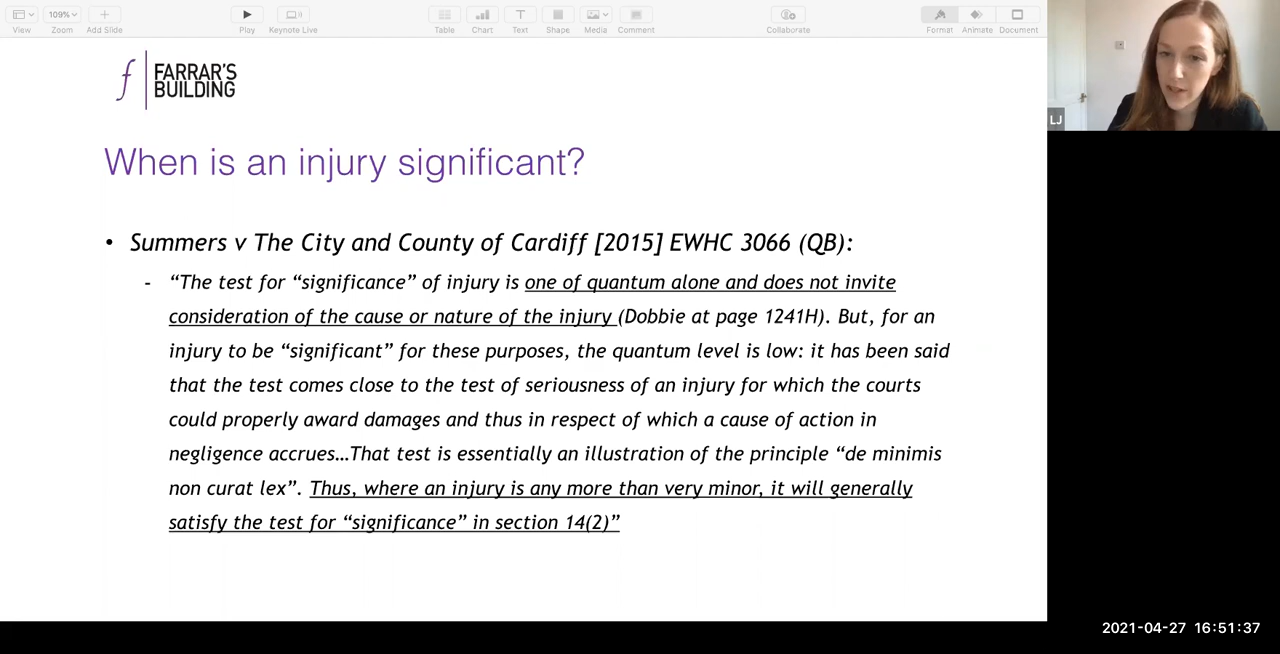 109%
View Zoom Add Slide Play Keynote Live Table Chart Text Shape Media Comment Collaborate Format Animate Document
f FARRAR'S
BUILDING
LJ
When is an injury significant?
• Summers v The City and County of Cardiff [2015] EWHC 3066 (QB):
- “The test for “significance” of injury is one of quantum alone and does not invite
consideration of the cause or nature of the injury (Dobbie at page 1241H). But, for an
injury to be “significant” for these purposes, the quantum level is low: it has been said
that the test comes close to the test of seriousness of an injury for which the courts
could properly award damages and thus in respect of which a cause of action in
negligence accrues…That test is essentially an illustration of the principle “de minimis
non curat lex”. Thus, where an injury is any more than very minor, it will generally
satisfy the test for “significance” in section 14(2)”
2021-04-27 16:51:37